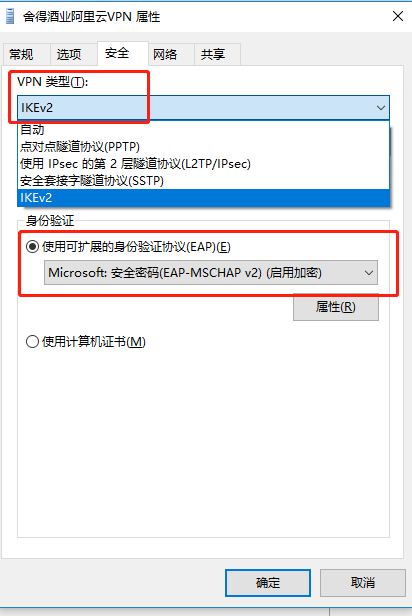 舍得酒业阿里云VPN 属性
常规 选项 安全 网络 共享
VPN 类型(T):
IKEv2
自动
点对点隧道协议(PPTP)
使用 IPsec 的第 2 层隧道协议(L2TP/IPsec)
安全套接字隧道协议(SSTP)
IKEv2
身份验证
使用可扩展的身份验证协议(EAP)(E)
Microsoft: 安全密码(EAP-MSCHAP v2) (启用加密)
属性(R)
使用计算机证书(M)
确定 取消